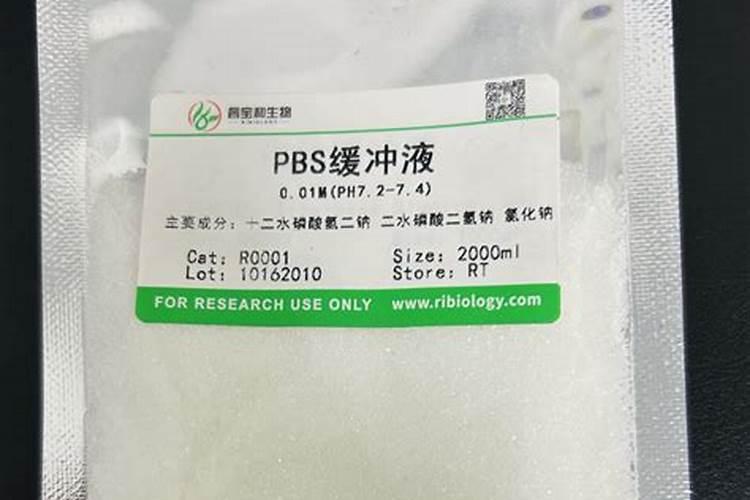 睿宝和生物
RIBIOLOGY
PBS缓冲液
0.01M(PH7.2-7.4)
主要成分: 十二水磷酸氢二钠 二水磷酸二氢钠 氯化钠
Cat: R0001 Size: 2000ml
Lot: 10162010 Store: RT
FOR RESEARCH USE ONLY www.ribiology.com